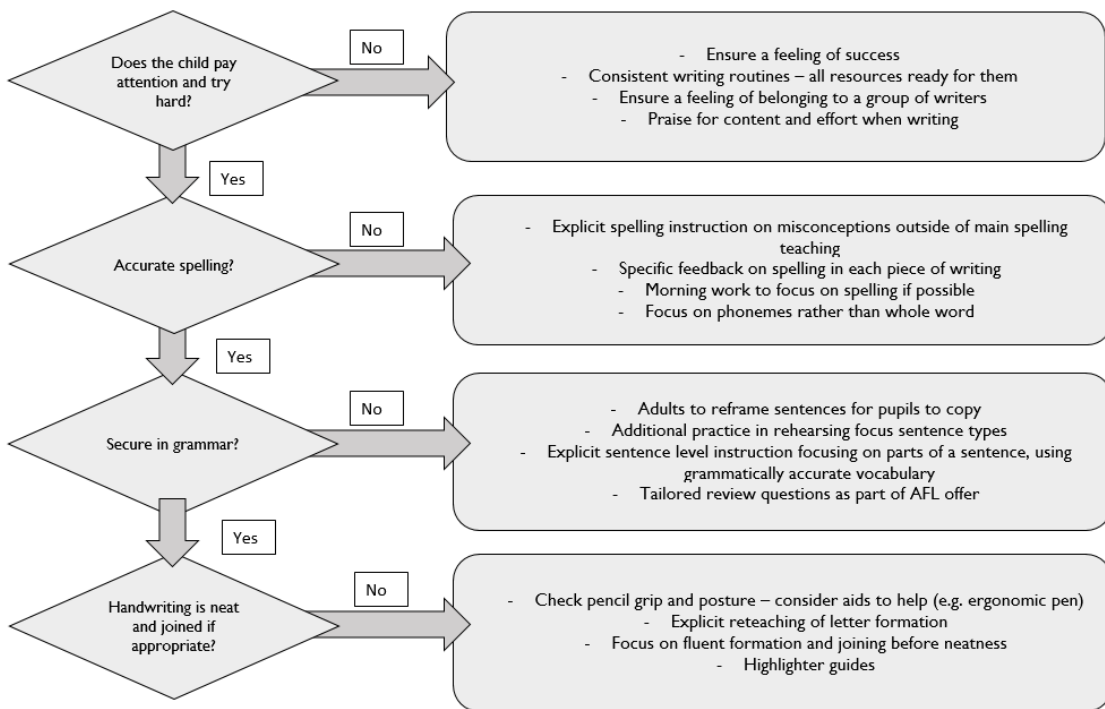 Does the child pay
attention and try
hard?
No
- Ensure a feeling of success
- Consistent writing routines – all resources ready for them
- Ensure a feeling of belonging to a group of writers
- Praise for content and effort when writing
Yes
Accurate spelling?
No
- Explicit spelling instruction on misconceptions outside of main spelling
teaching
- Specific feedback on spelling in each piece of writing
- Morning work to focus on spelling if possible
- Focus on phonemes rather than whole word
Yes
Secure in grammar?
No
- Adults to reframe sentences for pupils to copy
- Additional practice in rehearsing focus sentence types
- Explicit sentence level instruction focusing on parts of a sentence, using
grammatically accurate vocabulary
- Tailored review questions as part of AFL offer
Yes
Handwriting is neat
and joined if
appropriate?
No
- Check pencil grip and posture – consider aids to help (e.g. ergonomic pen)
- Explicit reteaching of letter formation
- Focus on fluent formation and joining before neatness
- Highlighter guides